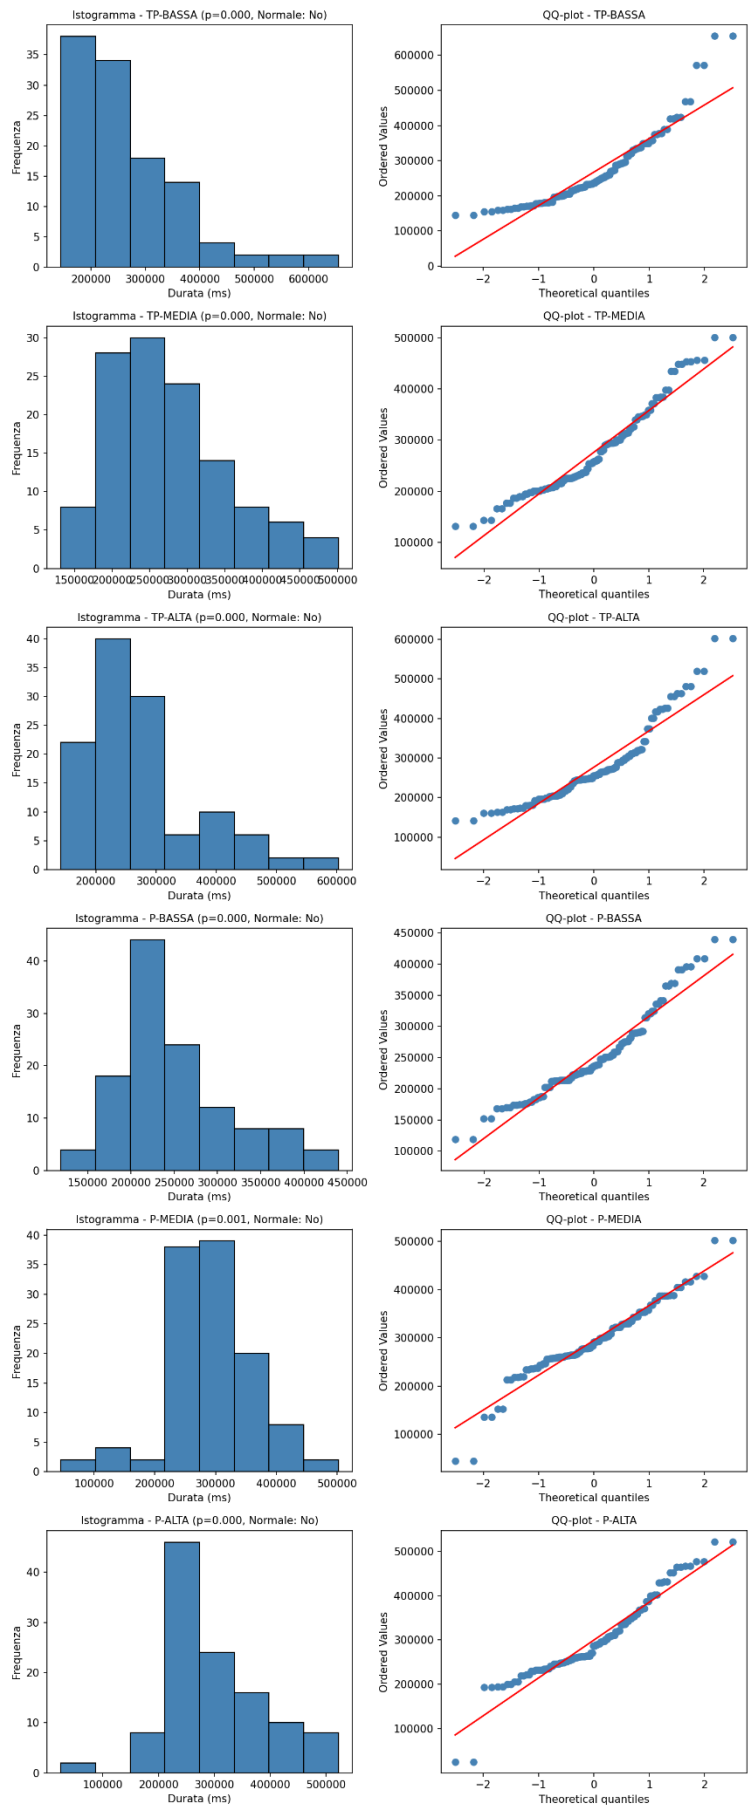 Istogramma - TP-BASSA (p=0.000, Normale: No)
Frequenza
35
30
25
20
15
10
5
0
200000 300000 400000 500000 600000
Durata (ms)
QQ-plot - TP-BASSA
Ordered Values
600000
500000
400000
300000
200000
100000
0
−2 −1 0 1 2
Theoretical quantiles
Istogramma - TP-MEDIA (p=0.000, Normale: No)
Frequenza
30
25
20
15
10
5
0
150000 200000 250000 300000 350000 400000 450000 500000
Durata (ms)
QQ-plot - TP-MEDIA
Ordered Values
500000
400000
300000
200000
100000
−2 −1 0 1 2
Theoretical quantiles
Istogramma - TP-ALTA (p=0.000, Normale: No)
Frequenza
40
35
30
25
20
15
10
5
0
200000 300000 400000 500000 600000
Durata (ms)
QQ-plot - TP-ALTA
Ordered Values
600000
500000
400000
300000
200000
100000
−2 −1 0 1 2
Theoretical quantiles
Istogramma - P-BASSA (p=0.000, Normale: No)
Frequenza
40
30
20
10
0
150000 200000 250000 300000 350000 400000 450000
Durata (ms)
QQ-plot - P-BASSA
Ordered Values
450000
400000
350000
300000
250000
200000
150000
100000
−2 −1 0 1 2
Theoretical quantiles
Istogramma - P-MEDIA (p=0.001, Normale: No)
Frequenza
40
35
30
25
20
15
10
5
0
100000 200000 300000 400000 500000
Durata (ms)
QQ-plot - P-MEDIA
Ordered Values
500000
400000
300000
200000
100000
−2 −1 0 1 2
Theoretical quantiles
Istogramma - P-ALTA (p=0.000, Normale: No)
Frequenza
40
30
20
10
0
100000 200000 300000 400000 500000
Durata (ms)
QQ-plot - P-ALTA
Ordered Values
500000
400000
300000
200000
100000
−2 −1 0 1 2
Theoretical quantiles